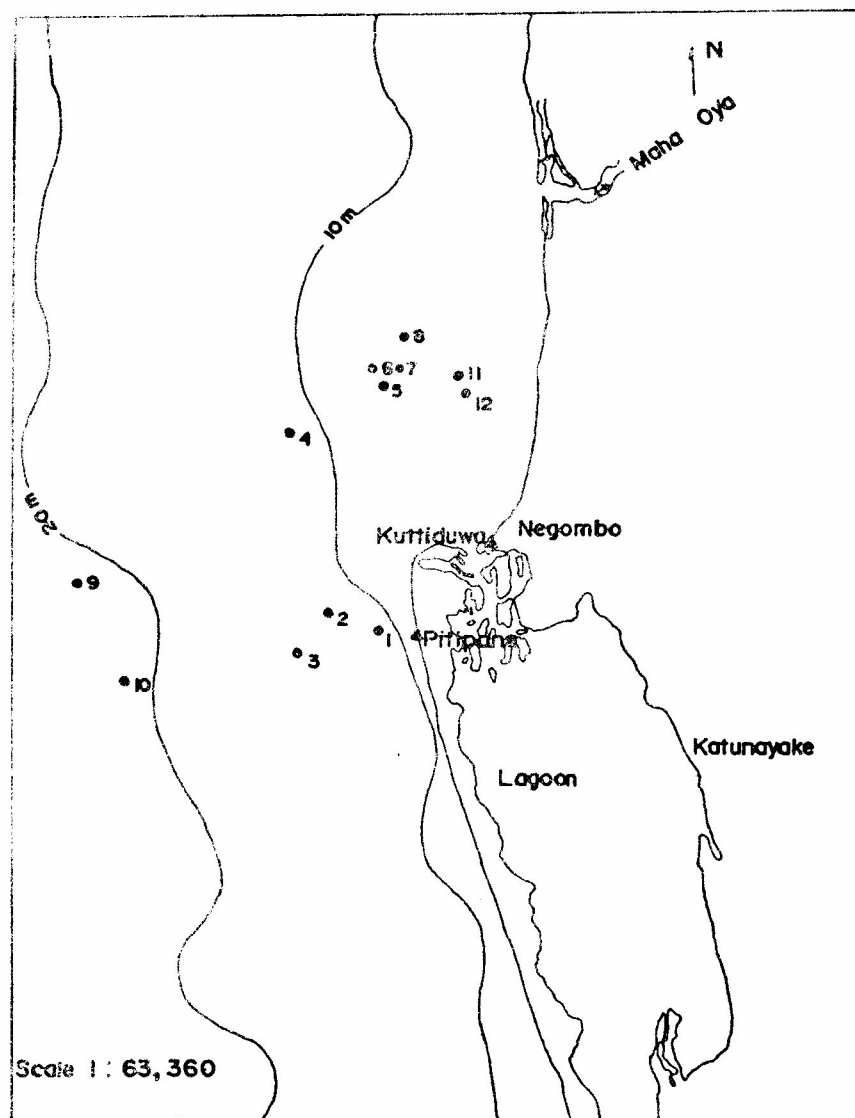 N
Maha Oya
10m
8
6 7
11
5
12
4
20m
Kuttiduwa
Negombo
9
2
1
Pitipana
3
10
Katunayake
Lagoon
Scale 1 : 63,360